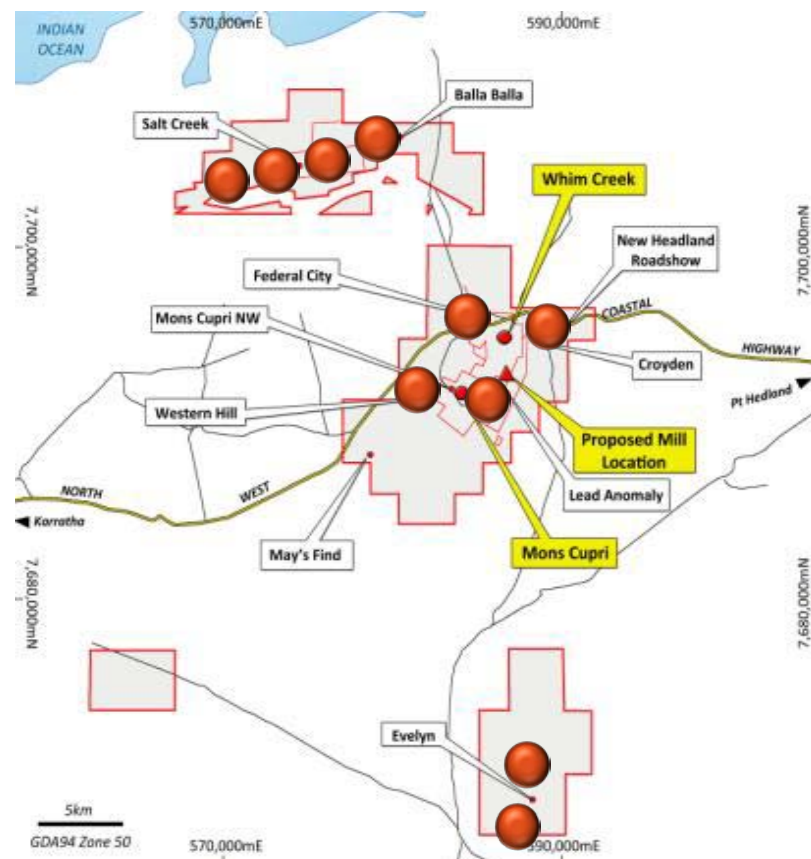 570,000mE
590,000mE
INDIAN
OCEAN
Balla Balla
Salt Creek
Whim Creek
7,700,000mN
7,700,000mN
New Headland
Roadshow
Federal City
Mons Cupri NW
COASTAL
HIGHWAY
Croyden
Pt Hedland
Western Hill
Proposed Mill
Location
NORTH
WEST
Lead Anomaly
Karratha
May's Find
Mons Cupri
7,680,000mN
7,680,000mN
Evelyn
5km
GDA94 Zone 50
570,000mE
590,000mE